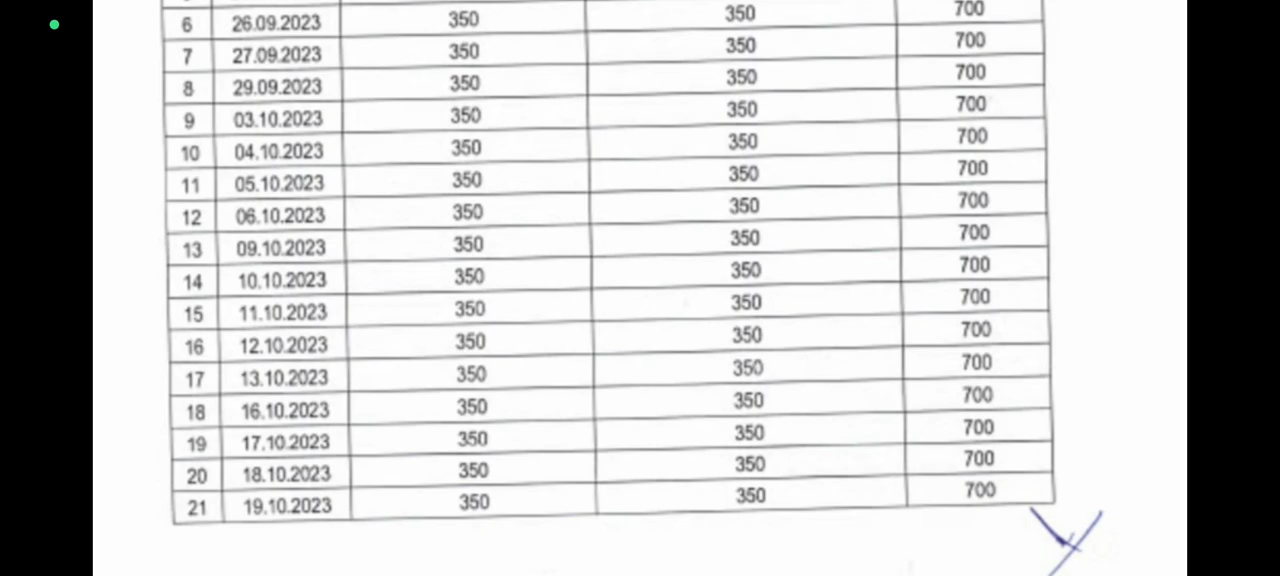 6 26.09.2023 350 350 700
7 27.09.2023 350 350 700
8 29.09.2023 350 350 700
9 03.10.2023 350 350 700
10 04.10.2023 350 350 700
11 05.10.2023 350 350 700
12 06.10.2023 350 350 700
13 09.10.2023 350 350 700
14 10.10.2023 350 350 700
15 11.10.2023 350 350 700
16 12.10.2023 350 350 700
17 13.10.2023 350 350 700
18 16.10.2023 350 350 700
19 17.10.2023 350 350 700
20 18.10.2023 350 350 700
21 19.10.2023 350 350 700